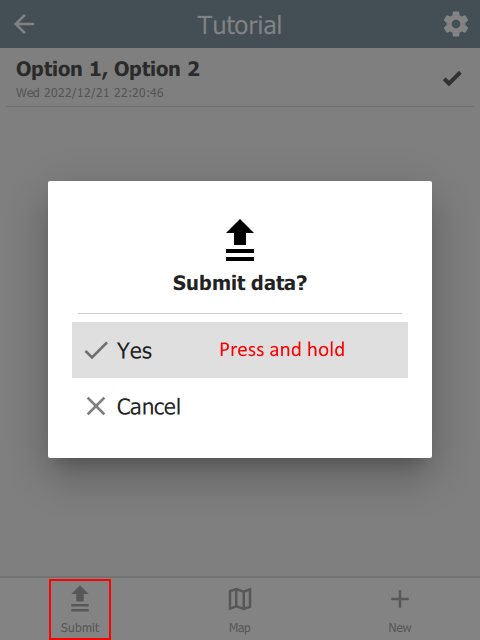 Tutorial
Option 1, Option 2
Wed 2022/12/21 22:20:46
Submit data?
Yes
Press and hold
Cancel
Submit
Map
New